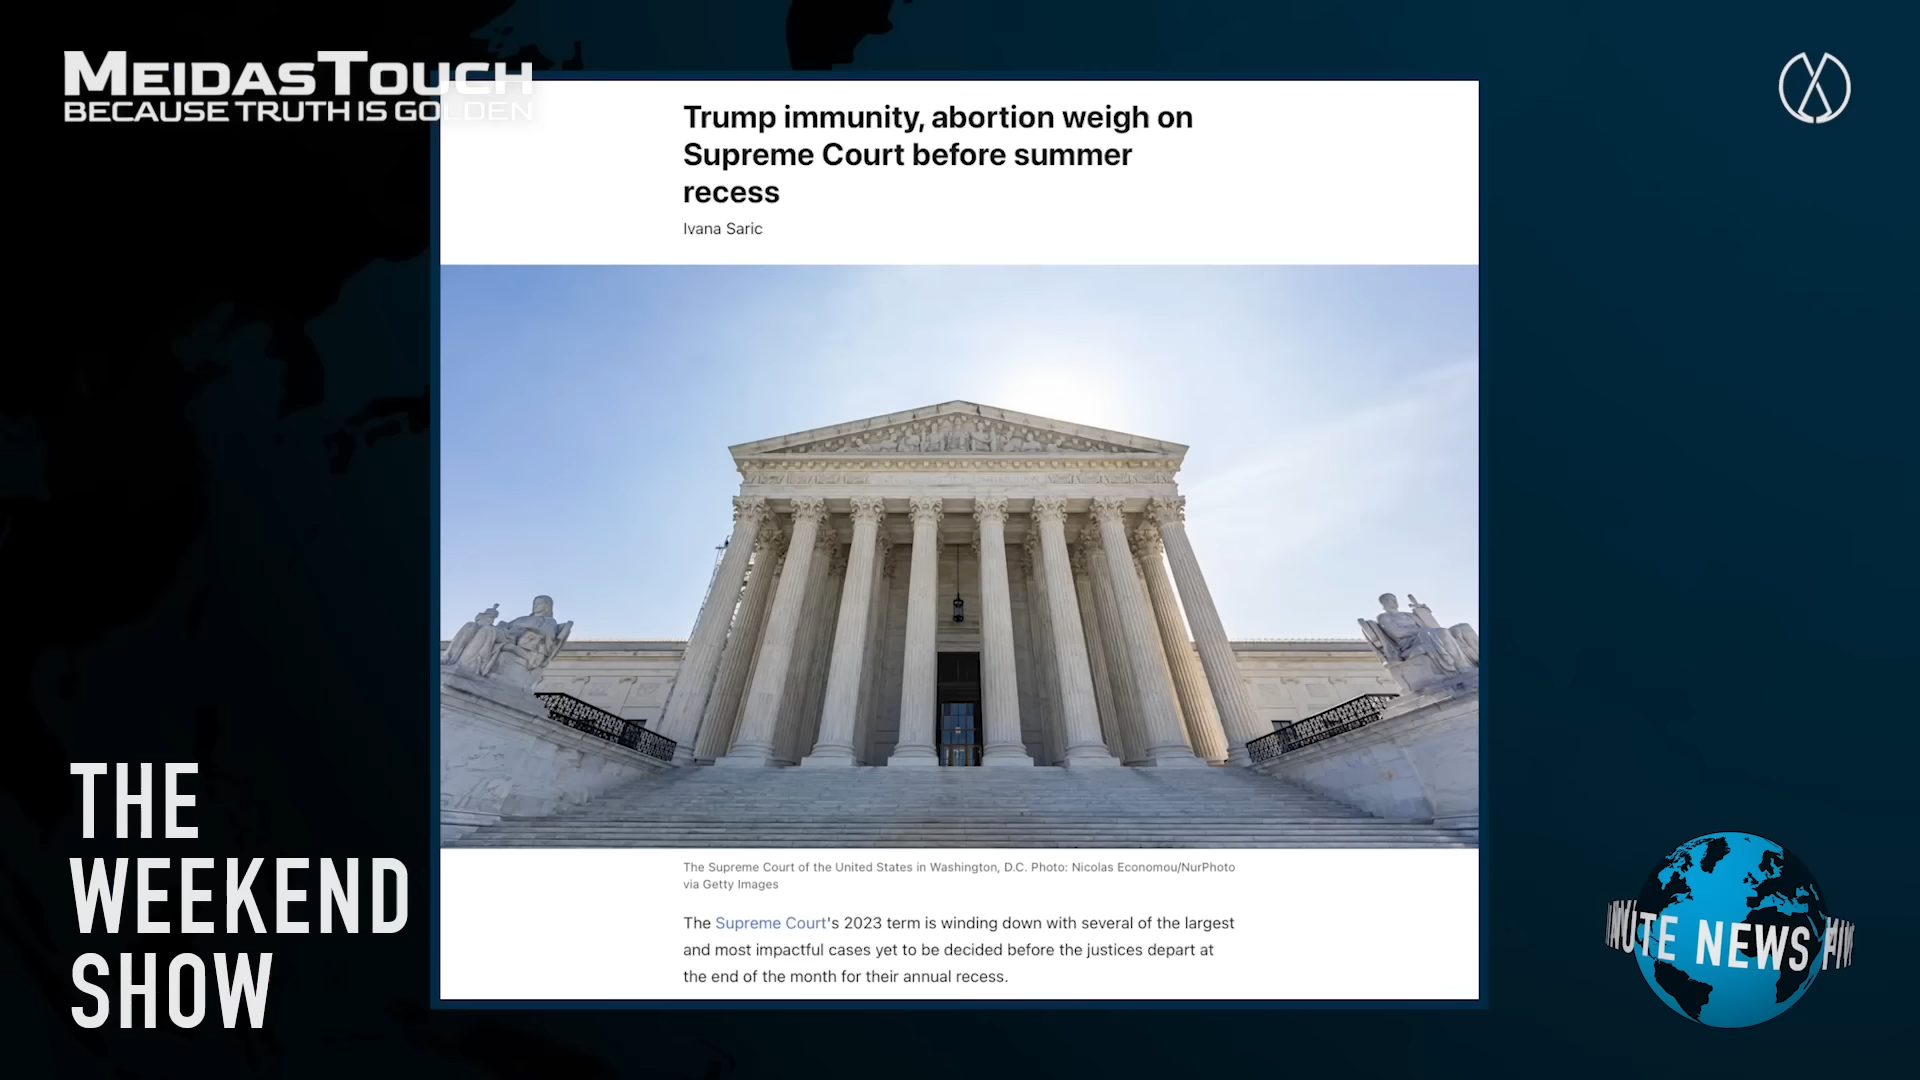 MEIDASTOUCH
BECAUSE TRUTH IS GOLDEN
Trump immunity, abortion weigh on
Supreme Court before summer
recess
Ivana Saric
The Supreme Court of the United States in Washington, D.C. Photo: Nicolas Economou/NurPhoto
via Getty Images
The Supreme Court's 2023 term is winding down with several of the largest
and most impactful cases yet to be decided before the justices depart at
the end of the month for their annual recess.
THE
WEEKEND
SHOW
NEWS